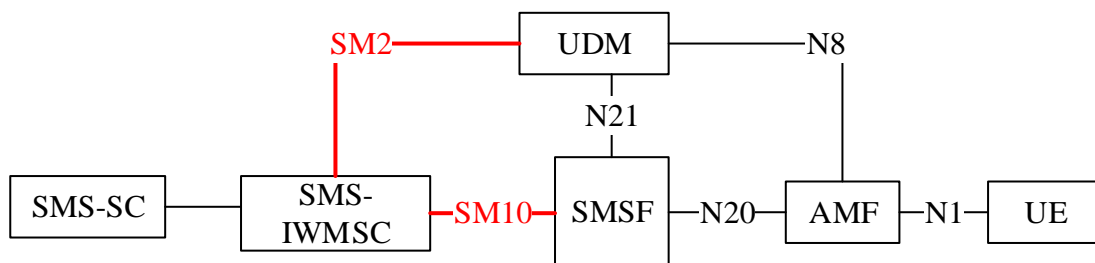 SM2
UDM
N8
N21
SMS-SC
SMS-
IWMSC
SM10
SMSF
N20
AMF
N1
UE